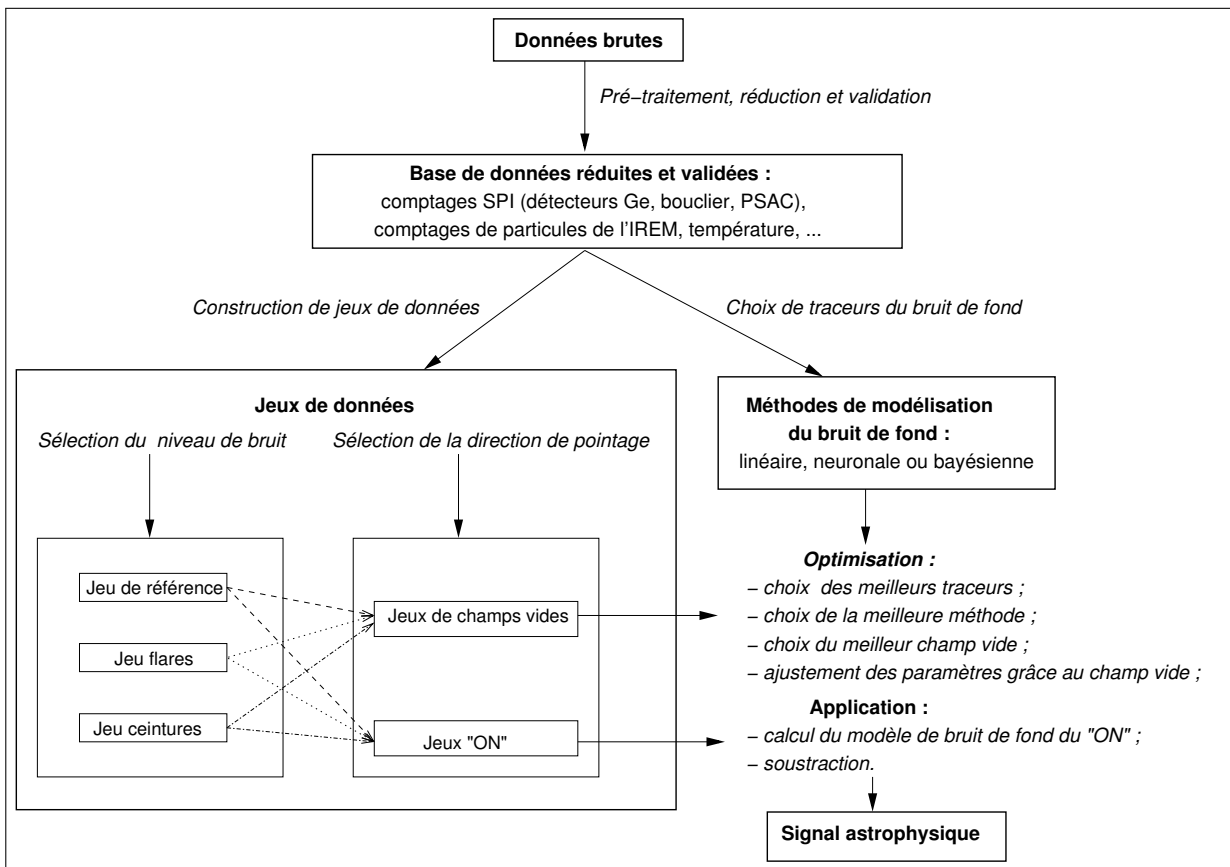 Données brutes
Pré−traitement, réduction et validation
Base de données réduites et validées :
comptages SPI (détecteurs Ge, bouclier, PSAC),
comptages de particules de l'IREM, température, ...
Construction de jeux de données
Choix de traceurs du bruit de fond
Jeux de données
Sélection du niveau de bruit
Sélection de la direction de pointage
Jeu de référence
Jeu flares
Jeu ceintures
Jeux de champs vides
Jeux "ON"
Méthodes de modélisation
du bruit de fond :
linéaire, neuronale ou bayésienne
Optimisation :
− choix des meilleurs traceurs ;
− choix de la meilleure méthode ;
− choix du meilleur champ vide ;
− ajustement des paramètres grâce au champ vide ;
Application :
− calcul du modèle de bruit de fond du "ON" ;
− soustraction.
Signal astrophysique